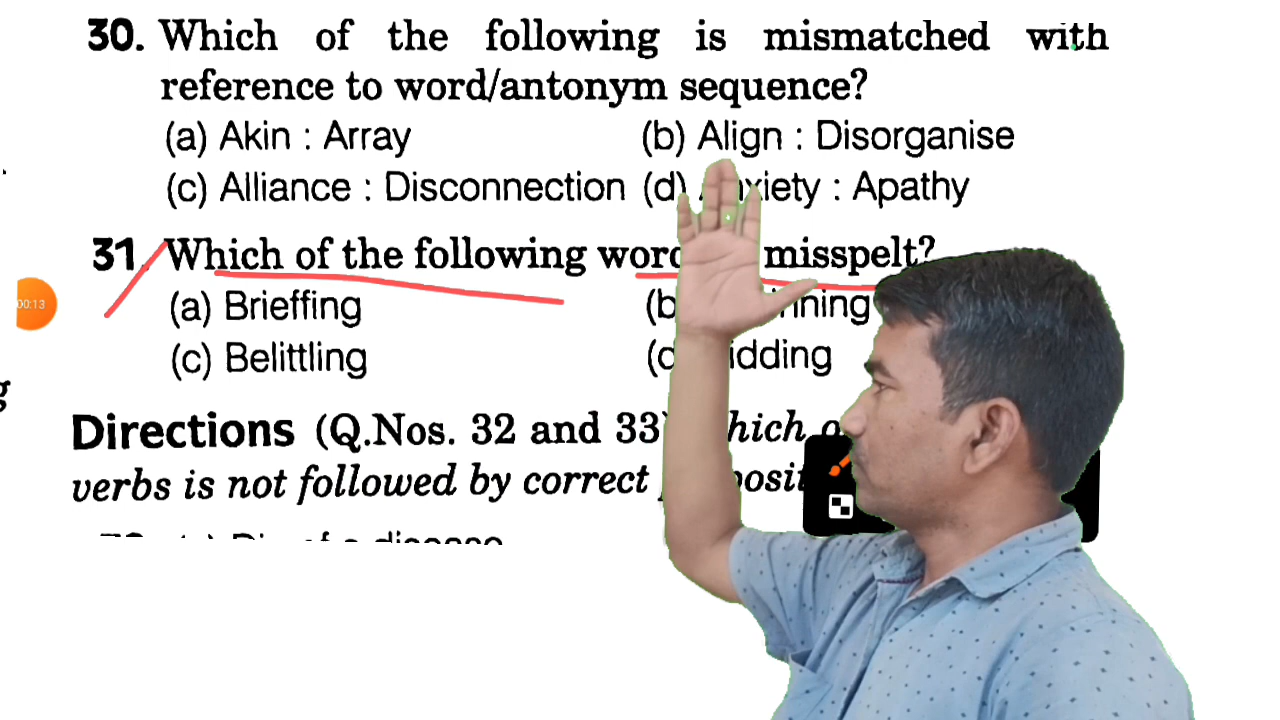 30. Which of the following is mismatched with
reference to word/antonym sequence?
(a) Akin : Array (b) Align : Disorganise
(c) Alliance : Disconnection (d) : Apathy
31. Which of the following misspelt?
(a) Brieffing
(c) Belittling
Directions (Q.Nos. 32 and 33)
verbs is not followed by correct
00:13